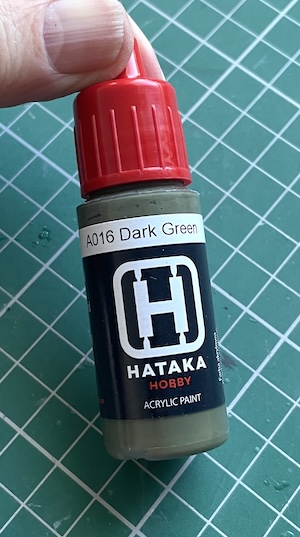 A016 Dark Green
H
HATAKA
HOBBY
ACRYLIC PAINT